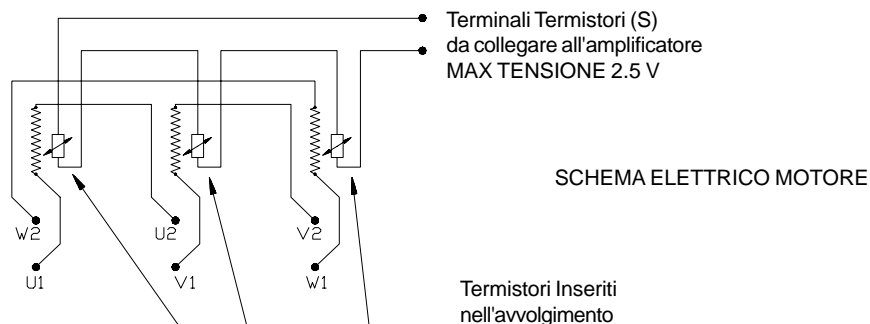 Terminali Termistori (S)
da collegare all'amplificatore
MAX TENSIONE 2.5 V
SCHEMA ELETTRICO MOTORE
W2 U2 V2
U1 V1 W1
Termistori Inseriti
nell'avvolgimento